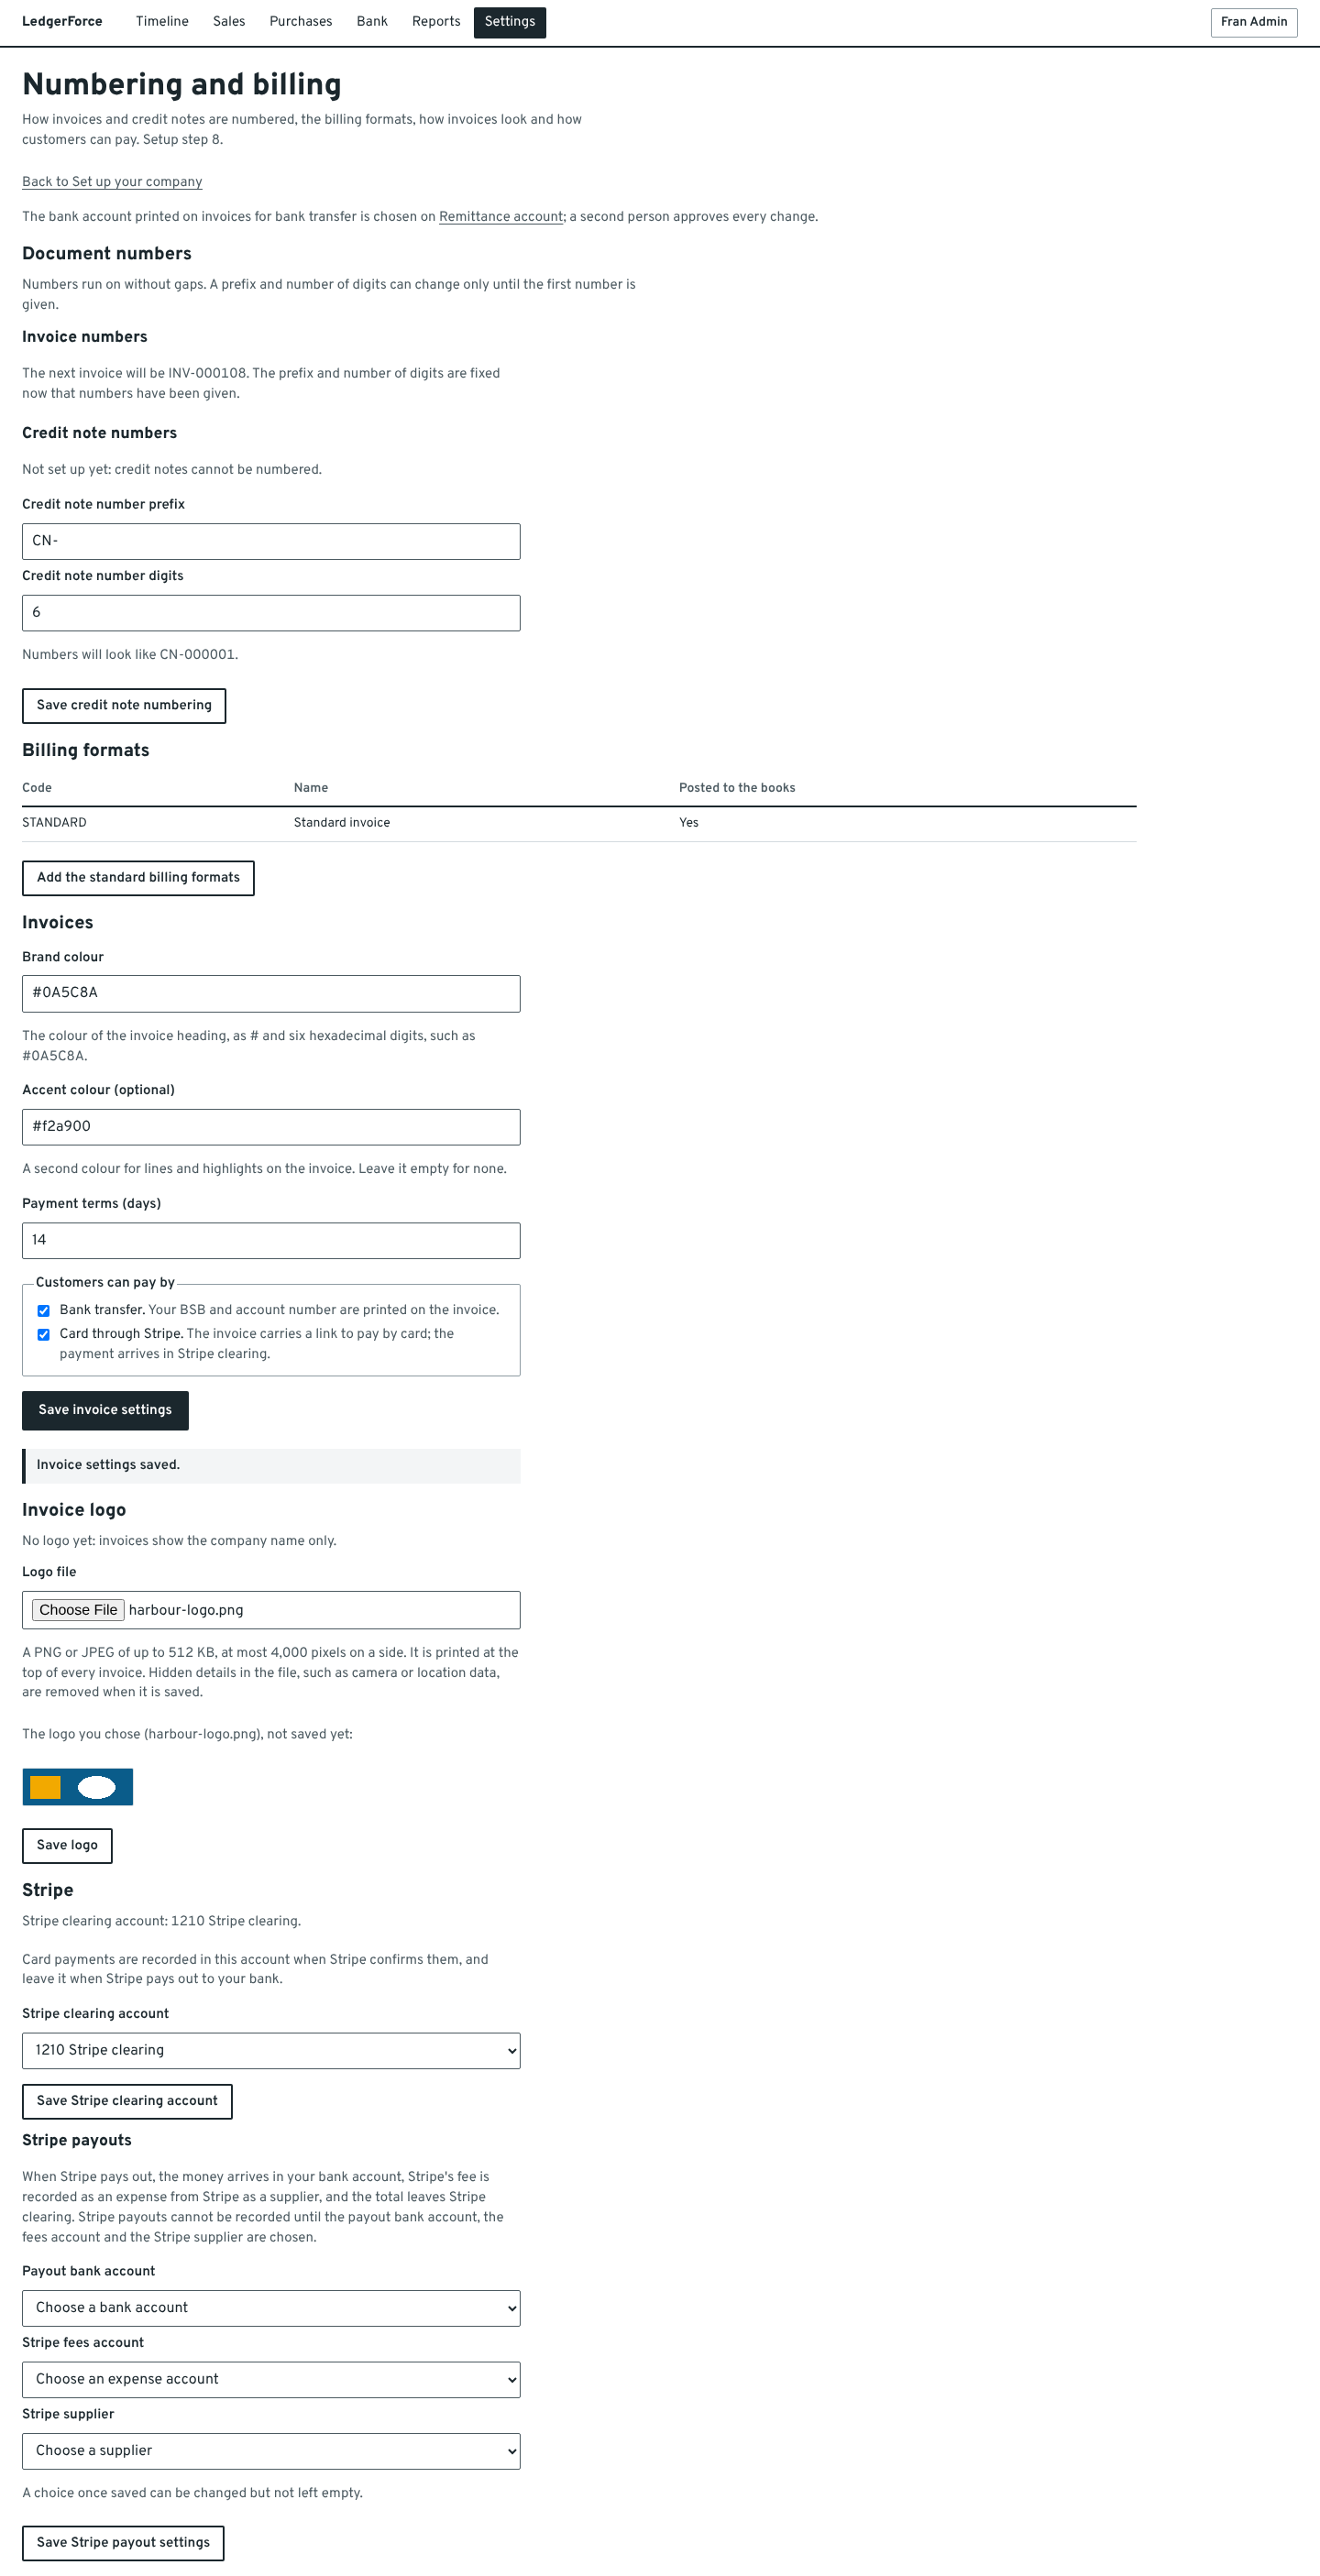 LedgerForce Timeline Sales Purchases Bank Reports Settings Fran Admin
Numbering and billing
How invoices and credit notes are numbered, the billing formats, how invoices look and how
customers can pay. Setup step 8.
Back to Set up your company
The bank account printed on invoices for bank transfer is chosen on Remittance account; a second person approves every change.
Document numbers
Numbers run on without gaps. A prefix and number of digits can change only until the first number is
given.
Invoice numbers
The next invoice will be INV-000108. The prefix and number of digits are fixed
now that numbers have been given.
Credit note numbers
Not set up yet: credit notes cannot be numbered.
Credit note number prefix
CN-
Credit note number digits
6
Numbers will look like CN-000001.
Save credit note numbering
Billing formats
Code Name Posted to the books
STANDARD Standard invoice Yes
Add the standard billing formats
Invoices
Brand colour
#0A5C8A
The colour of the invoice heading, as # and six hexadecimal digits, such as
#0A5C8A.
Accent colour (optional)
#f2a900
A second colour for lines and highlights on the invoice. Leave it empty for none.
Payment terms (days)
14
Customers can pay by
Bank transfer. Your BSB and account number are printed on the invoice.
Card through Stripe. The invoice carries a link to pay by card; the
payment arrives in Stripe clearing.
Save invoice settings
Invoice settings saved.
Invoice logo
No logo yet: invoices show the company name only.
Logo file
Choose File harbour-logo.png
A PNG or JPEG of up to 512 KB, at most 4,000 pixels on a side. It is printed at the
top of every invoice. Hidden details in the file, such as camera or location data,
are removed when it is saved.
The logo you chose (harbour-logo.png), not saved yet:
Save logo
Stripe
Stripe clearing account: 1210 Stripe clearing.
Card payments are recorded in this account when Stripe confirms them, and
leave it when Stripe pays out to your bank.
Stripe clearing account
1210 Stripe clearing
Save Stripe clearing account
Stripe payouts
When Stripe pays out, the money arrives in your bank account, Stripe's fee is
recorded as an expense from Stripe as a supplier, and the total leaves Stripe
clearing. Stripe payouts cannot be recorded until the payout bank account, the
fees account and the Stripe supplier are chosen.
Payout bank account
Choose a bank account
Stripe fees account
Choose an expense account
Stripe supplier
Choose a supplier
A choice once saved can be changed but not left empty.
Save Stripe payout settings